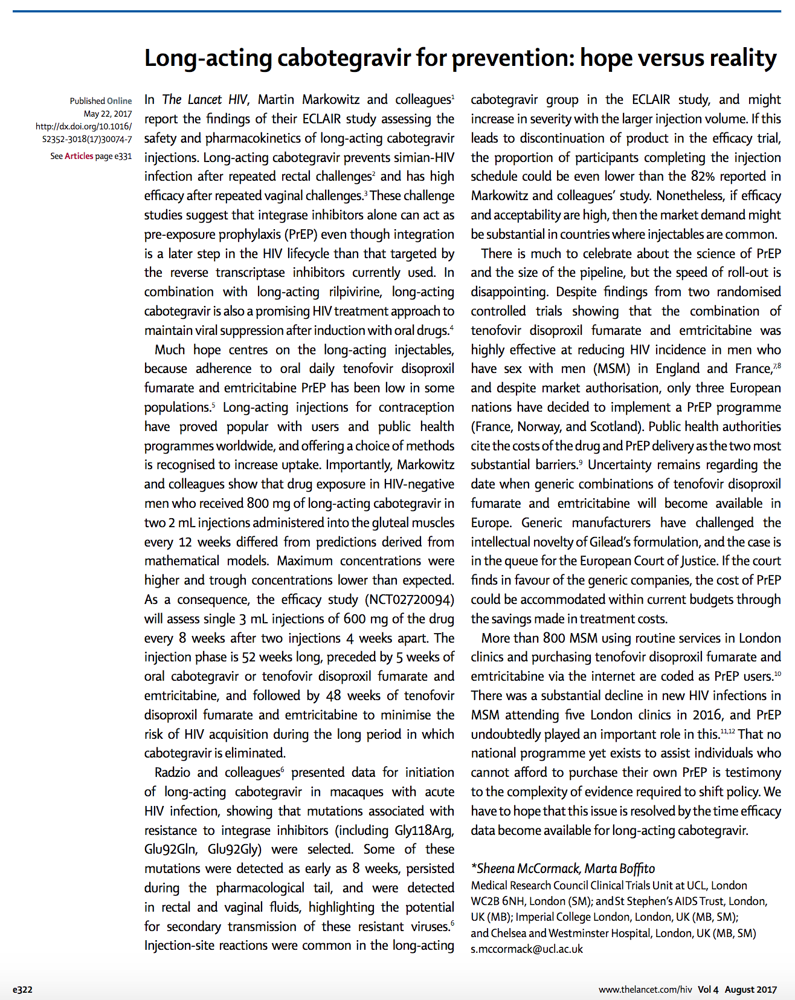 Long-acting cabotegravir for prevention: hope versus reality
Published Online
May 22, 2017
http://dx.doi.org/10.1016/
S2352-3018(17)30074-7
See Articles page e331
In The Lancet HIV, Martin Markowitz and colleagues¹
report the findings of their ECLAIR study assessing the
safety and pharmacokinetics of long-acting cabotegravir
injections. Long-acting cabotegravir prevents simian-HIV
infection after repeated rectal challenges² and has high
efficacy after repeated vaginal challenges.³ These challenge
studies suggest that integrase inhibitors alone can act as
pre-exposure prophylaxis (PrEP) even though integration
is a later step in the HIV lifecycle than that targeted by
the reverse transcriptase inhibitors currently used. In
combination with long-acting rilpivirine, long-acting
cabotegravir is also a promising HIV treatment approach to
maintain viral suppression after induction with oral drugs.⁴
Much hope centres on the long-acting injectables,
because adherence to oral daily tenofovir disoproxil
fumarate and emtricitabine PrEP has been low in some
populations.⁵ Long-acting injections for contraception
have proved popular with users and public health
programmes worldwide, and offering a choice of methods
is recognised to increase uptake. Importantly, Markowitz
and colleagues show that drug exposure in HIV-negative
men who received 800 mg of long-acting cabotegravir in
two 2 mL injections administered into the gluteal muscles
every 12 weeks differed from predictions derived from
mathematical models. Maximum concentrations were
higher and trough concentrations lower than expected.
As a consequence, the efficacy study (NCT02720094)
will assess single 3 mL injections of 600 mg of the drug
every 8 weeks after two injections 4 weeks apart. The
injection phase is 52 weeks long, preceded by 5 weeks of
oral cabotegravir or tenofovir disoproxil fumarate and
emtricitabine, and followed by 48 weeks of tenofovir
disoproxil fumarate and emtricitabine to minimise the
risk of HIV acquisition during the long period in which
cabotegravir is eliminated.
Radzio and colleagues⁶ presented data for initiation
of long-acting cabotegravir in macaques with acute
HIV infection, showing that mutations associated with
resistance to integrase inhibitors (including Gly118Arg,
Glu92Gln, Glu92Gly) were selected. Some of these
mutations were detected as early as 8 weeks, persisted
during the pharmacological tail, and were detected
in rectal and vaginal fluids, highlighting the potential
for secondary transmission of these resistant viruses.⁶
Injection-site reactions were common in the long-acting
cabotegravir group in the ECLAIR study, and might
increase in severity with the larger injection volume. If this
leads to discontinuation of product in the efficacy trial,
the proportion of participants completing the injection
schedule could be even lower than the 82% reported in
Markowitz and colleagues’ study. Nonetheless, if efficacy
and acceptability are high, then the market demand might
be substantial in countries where injectables are common.
There is much to celebrate about the science of PrEP
and the size of the pipeline, but the speed of roll-out is
disappointing. Despite findings from two randomised
controlled trials showing that the combination of
tenofovir disoproxil fumarate and emtricitabine was
highly effective at reducing HIV incidence in men who
have sex with men (MSM) in England and France,⁷,⁸
and despite market authorisation, only three European
nations have decided to implement a PrEP programme
(France, Norway, and Scotland). Public health authorities
cite the costs of the drug and PrEP delivery as the two most
substantial barriers.⁹ Uncertainty remains regarding the
date when generic combinations of tenofovir disoproxil
fumarate and emtricitabine will become available in
Europe. Generic manufacturers have challenged the
intellectual novelty of Gilead’s formulation, and the case is
in the queue for the European Court of Justice. If the court
finds in favour of the generic companies, the cost of PrEP
could be accommodated within current budgets through
the savings made in treatment costs.
More than 800 MSM using routine services in London
clinics and purchasing tenofovir disoproxil fumarate and
emtricitabine via the internet are coded as PrEP users.¹⁰
There was a substantial decline in new HIV infections in
MSM attending five London clinics in 2016, and PrEP
undoubtedly played an important role in this.¹¹,¹² That no
national programme yet exists to assist individuals who
cannot afford to purchase their own PrEP is testimony
to the complexity of evidence required to shift policy. We
have to hope that this issue is resolved by the time efficacy
data become available for long-acting cabotegravir.
*Sheena McCormack, Marta Boffito
Medical Research Council Clinical Trials Unit at UCL, London
WC2B 6NH, London (SM); and St Stephen’s AIDS Trust, London,
UK (MB); Imperial College London, London, UK (MB, SM);
and Chelsea and Westminster Hospital, London, UK (MB, SM)
s.mccormack@ucl.ac.uk
e322
www.thelancet.com/hiv Vol 4 August 2017